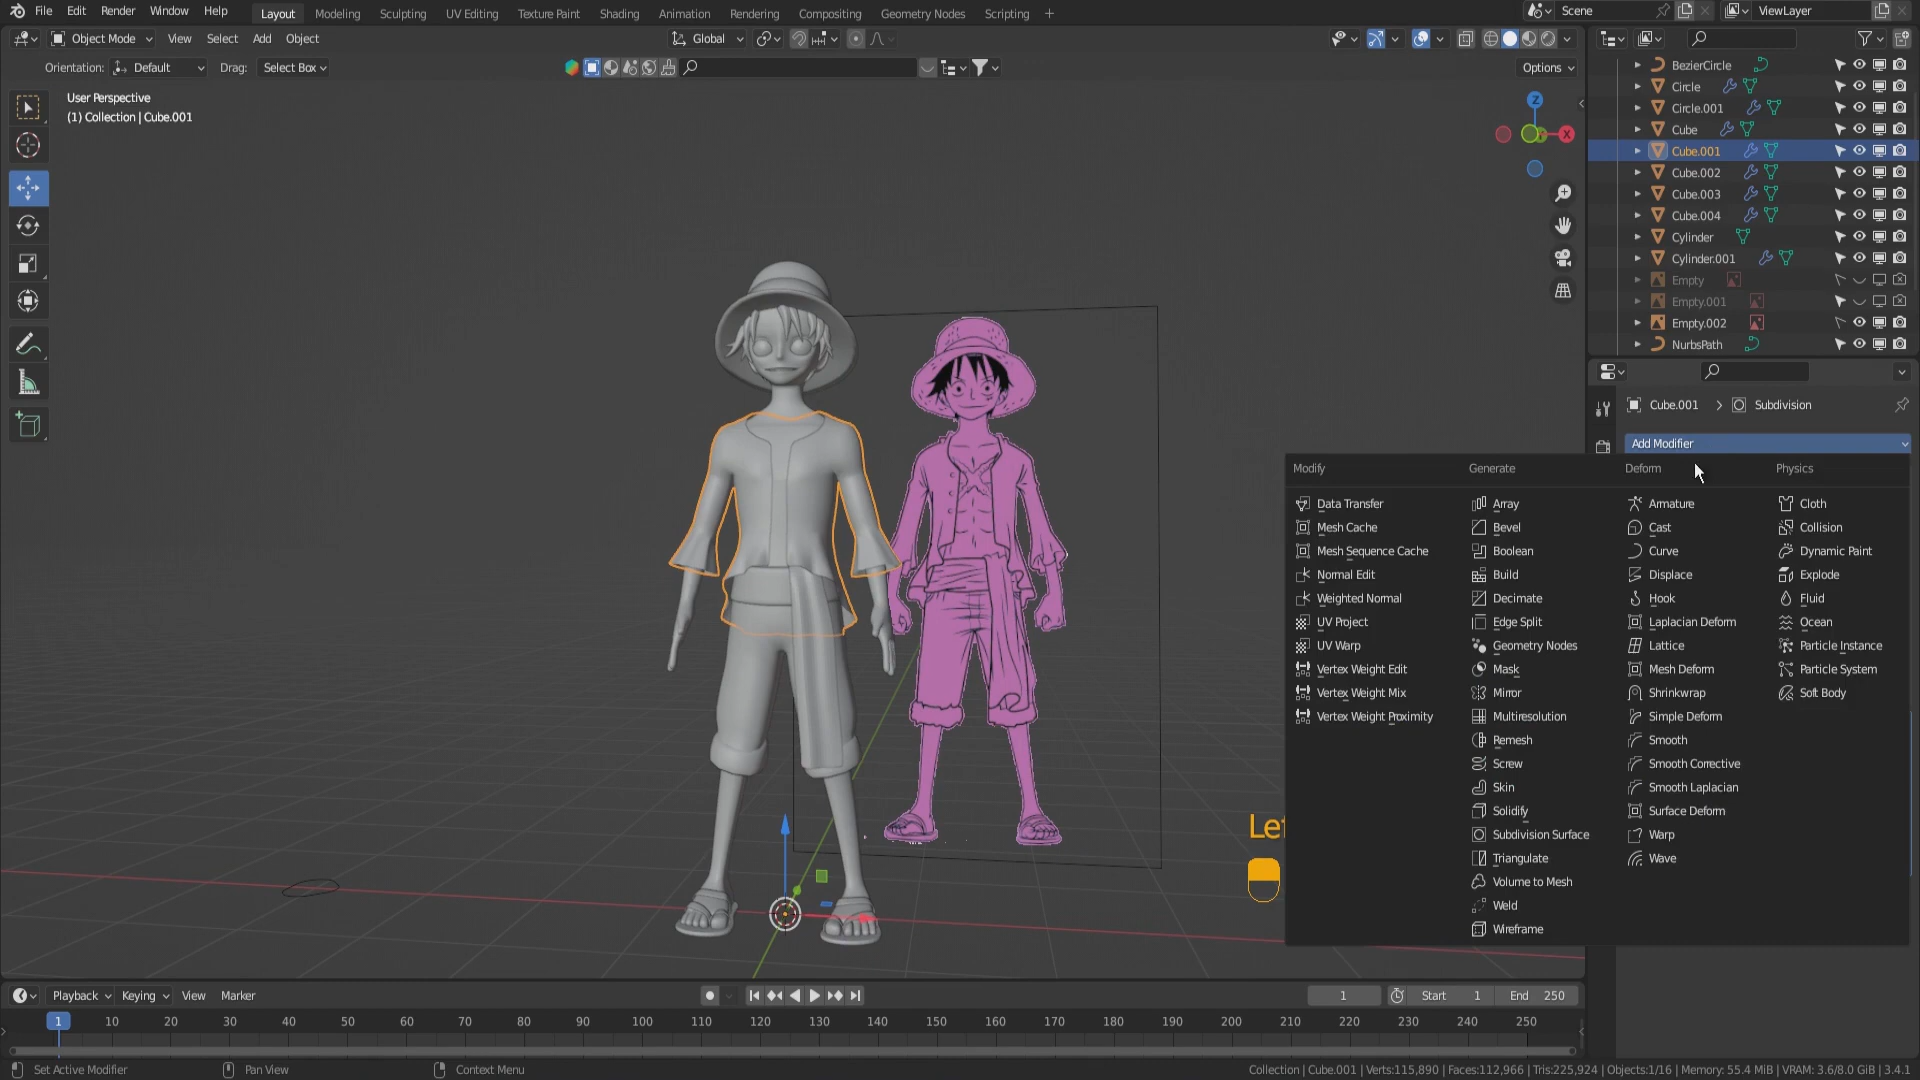 File Edit Render Window Help Layout Modeling Sculpting UV Editing Texture Paint Shading Animation Rendering Compositing Geometry Nodes Scripting + Scene ViewLayer
Object Mode View Select Add Object Global
Orientation: Default Drag: Select Box Options
User Perspective
(1) Collection | Cube.001
Z
X
BezierCircle
Circle
Circle.001
Cube
Cube.001
Cube.002
Cube.003
Cube.004
Cylinder
Cylinder.001
Empty
Empty.001
Empty.002
NurbsPath
Cube.001 > Subdivision
Add Modifier
Modify Generate Deform Physics
Data Transfer Array Armature Cloth
Mesh Cache Bevel Cast Collision
Mesh Sequence Cache Boolean Curve Dynamic Paint
Normal Edit Build Displace Explode
Weighted Normal Decimate Hook Fluid
UV Project Edge Split Laplacian Deform Ocean
UV Warp Geometry Nodes Lattice Particle Instance
Vertex Weight Edit Mask Mesh Deform Particle System
Vertex Weight Mix Mirror Shrinkwrap Soft Body
Vertex Weight Proximity Multiresolution Simple Deform
Remesh Smooth
Screw Smooth Corrective
Skin Smooth Laplacian
Solidify Surface Deform
Subdivision Surface Warp
Triangulate Wave
Volume to Mesh
Weld
Wireframe
Le
Playback Keying View Marker 1 Start 1 End 250
1 10 20 30 40 50 60 70 80 90 100 110 120 130 140 150 160 170 180 190 200 210 220 230 240 250
Set Active Modifier Pan View Context Menu Collection | Cube.001 | Verts:115,890 | Faces:112,966 | Tris:225,924 | Objects:1/16 | Memory: 55.4 MiB | VRAM: 3.6/8.0 GiB | 3.4.1